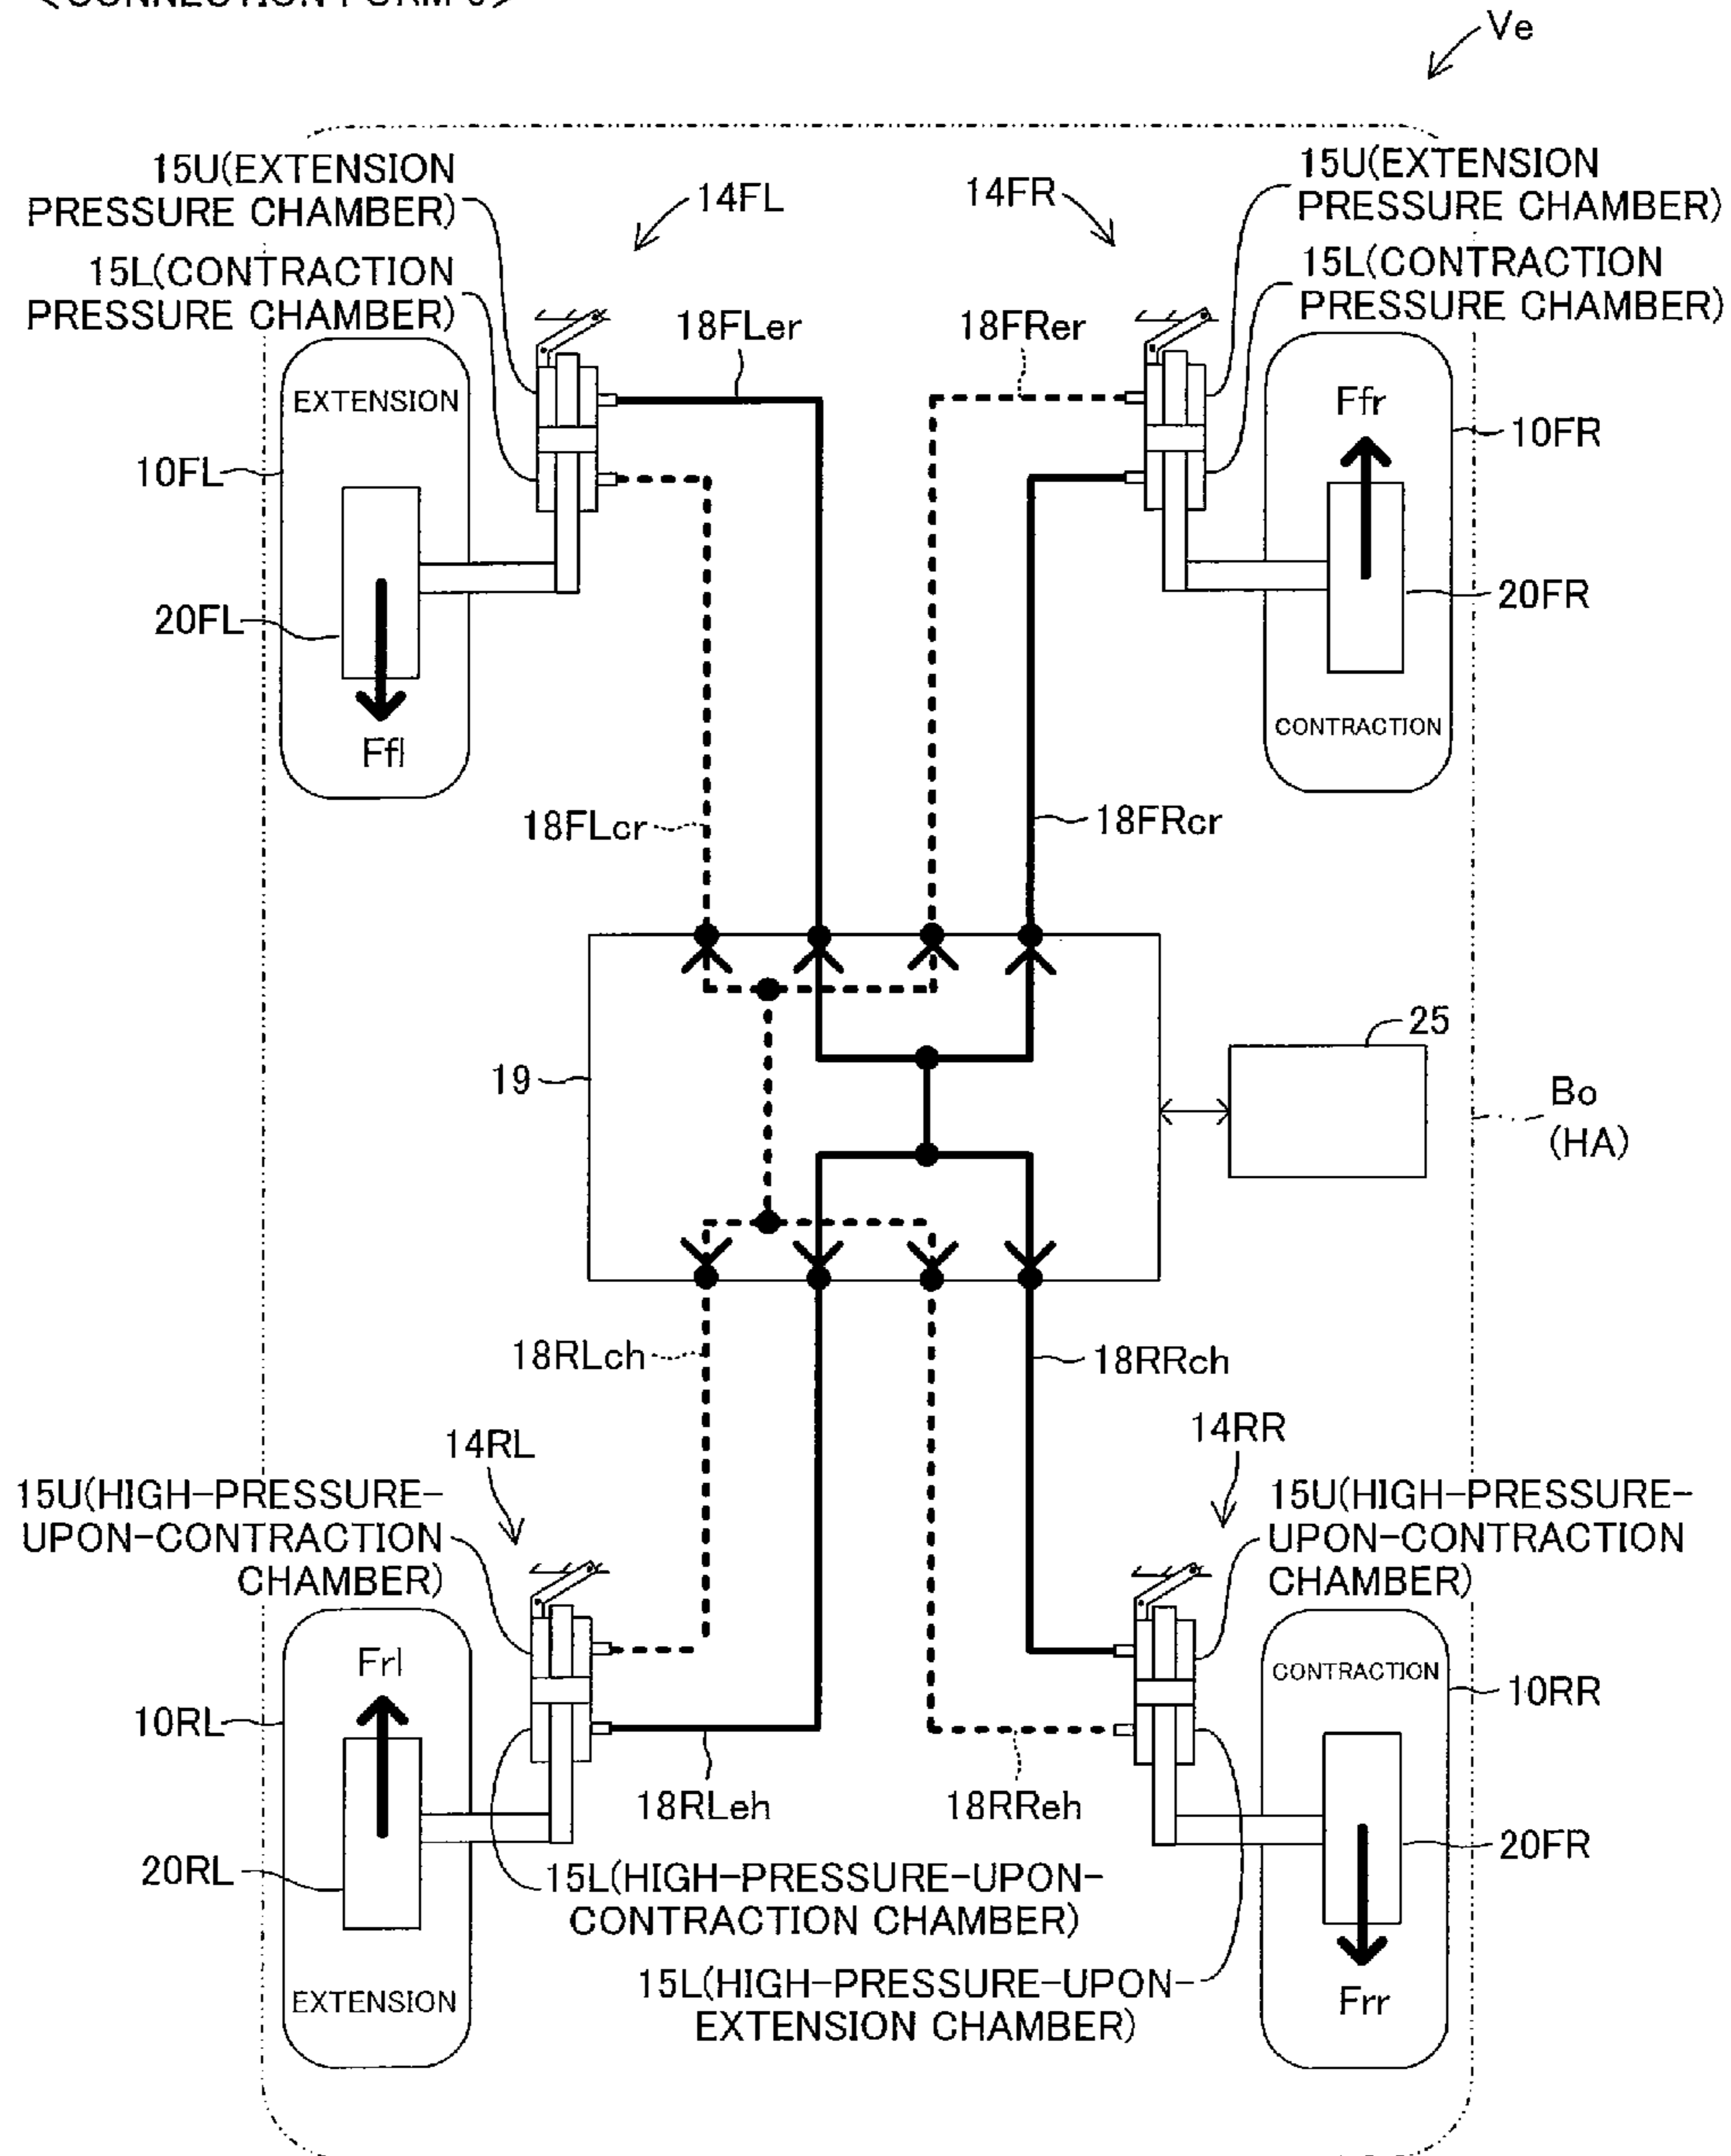 Ve
15U(EXTENSION
PRESSURE CHAMBER)
14FL
14FR
15U(EXTENSION
PRESSURE CHAMBER)
15L(CONTRACTION
PRESSURE CHAMBER)
15L(CONTRACTION
PRESSURE CHAMBER)
18FLer
18FRer
EXTENSION
Ffr
10FL
10FR
20FL
20FR
Ffl
CONTRACTION
18FLcr
18FRcr
19
25
Bo
(HA)
18RLch
18RRch
14RL
14RR
15U(HIGH-PRESSURE-
UPON-CONTRACTION
CHAMBER)
15U(HIGH-PRESSURE-
UPON-CONTRACTION
CHAMBER)
Frl
CONTRACTION
10RL
10RR
18RLeh
18RReh
20RL
20FR
15L(HIGH-PRESSURE-UPON-
CONTRACTION CHAMBER)
15L(HIGH-PRESSURE-UPON-
EXTENSION CHAMBER)
EXTENSION
Frr